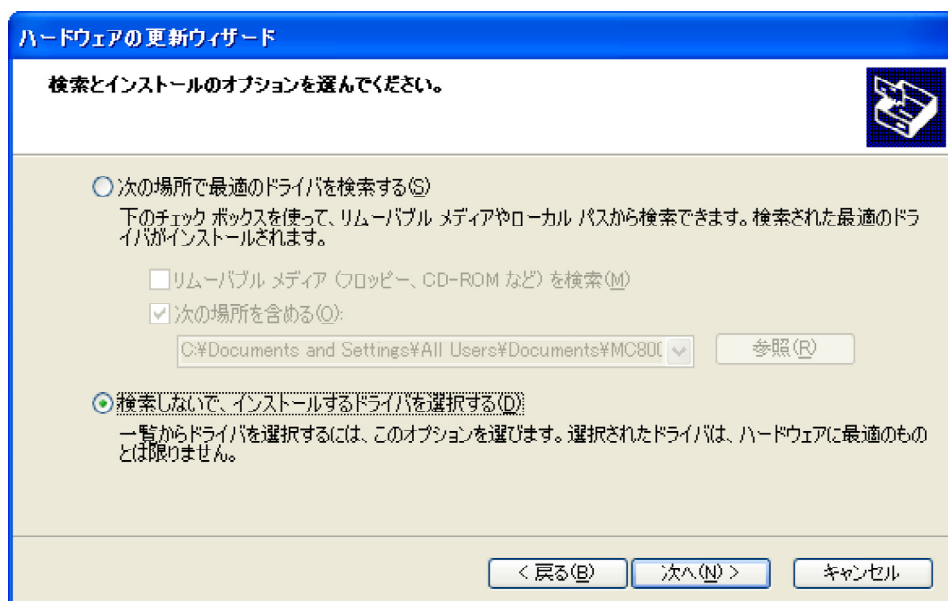 ハードウェアの更新ウィザード
検索とインストールのオプションを選んでください。
次の場所で最適のドライバを検索する(S)
下のチェック ボックスを使って、リムーバブル メディアやローカル パスから検索できます。検索された最適のドラ
イバがインストールされます。
リムーバブル メディア (フロッピー、CD-ROM など) を検索(M)
次の場所を含める(O):
C:¥Documents and Settings¥All Users¥Documents¥MC800
参照(R)
検索しないで、インストールするドライバを選択する(D)
一覧からドライバを選択するには、このオプションを選びます。選択されたドライバは、ハードウェアに最適のもの
とは限りません。
< 戻る(B) 次へ(N) > キャンセル